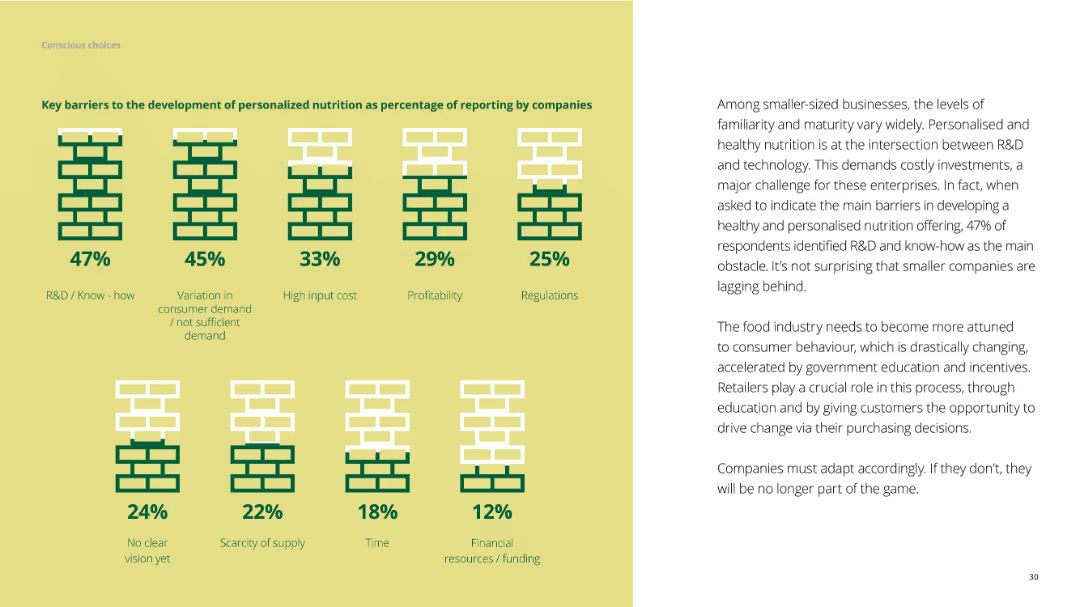 Conscious choices
Key barriers to the development of personalized nutrition as percentage of reporting by companies
47%
R&D / Know - how
45%
Variation in
consumer demand
/ not sufficient
demand
33%
High input cost
29%
Profitability
25%
Regulations
24%
No clear
vision yet
22%
Scarcity of supply
18%
Time
12%
Financial
resources / funding
Among smaller-sized businesses, the levels of
familiarity and maturity vary widely. Personalised and
healthy nutrition is at the intersection between R&D
and technology. This demands costly investments, a
major challenge for these enterprises. In fact, when
asked to indicate the main barriers in developing a
healthy and personalised nutrition offering, 47% of
respondents identified R&D and know-how as the main
obstacle. It's not surprising that smaller companies are
lagging behind.
The food industry needs to become more attuned
to consumer behaviour, which is drastically changing,
accelerated by government education and incentives.
Retailers play a crucial role in this process, through
education and by giving customers the opportunity to
drive change via their purchasing decisions.
Companies must adapt accordingly. If they don't, they
will be no longer part of the game.
30